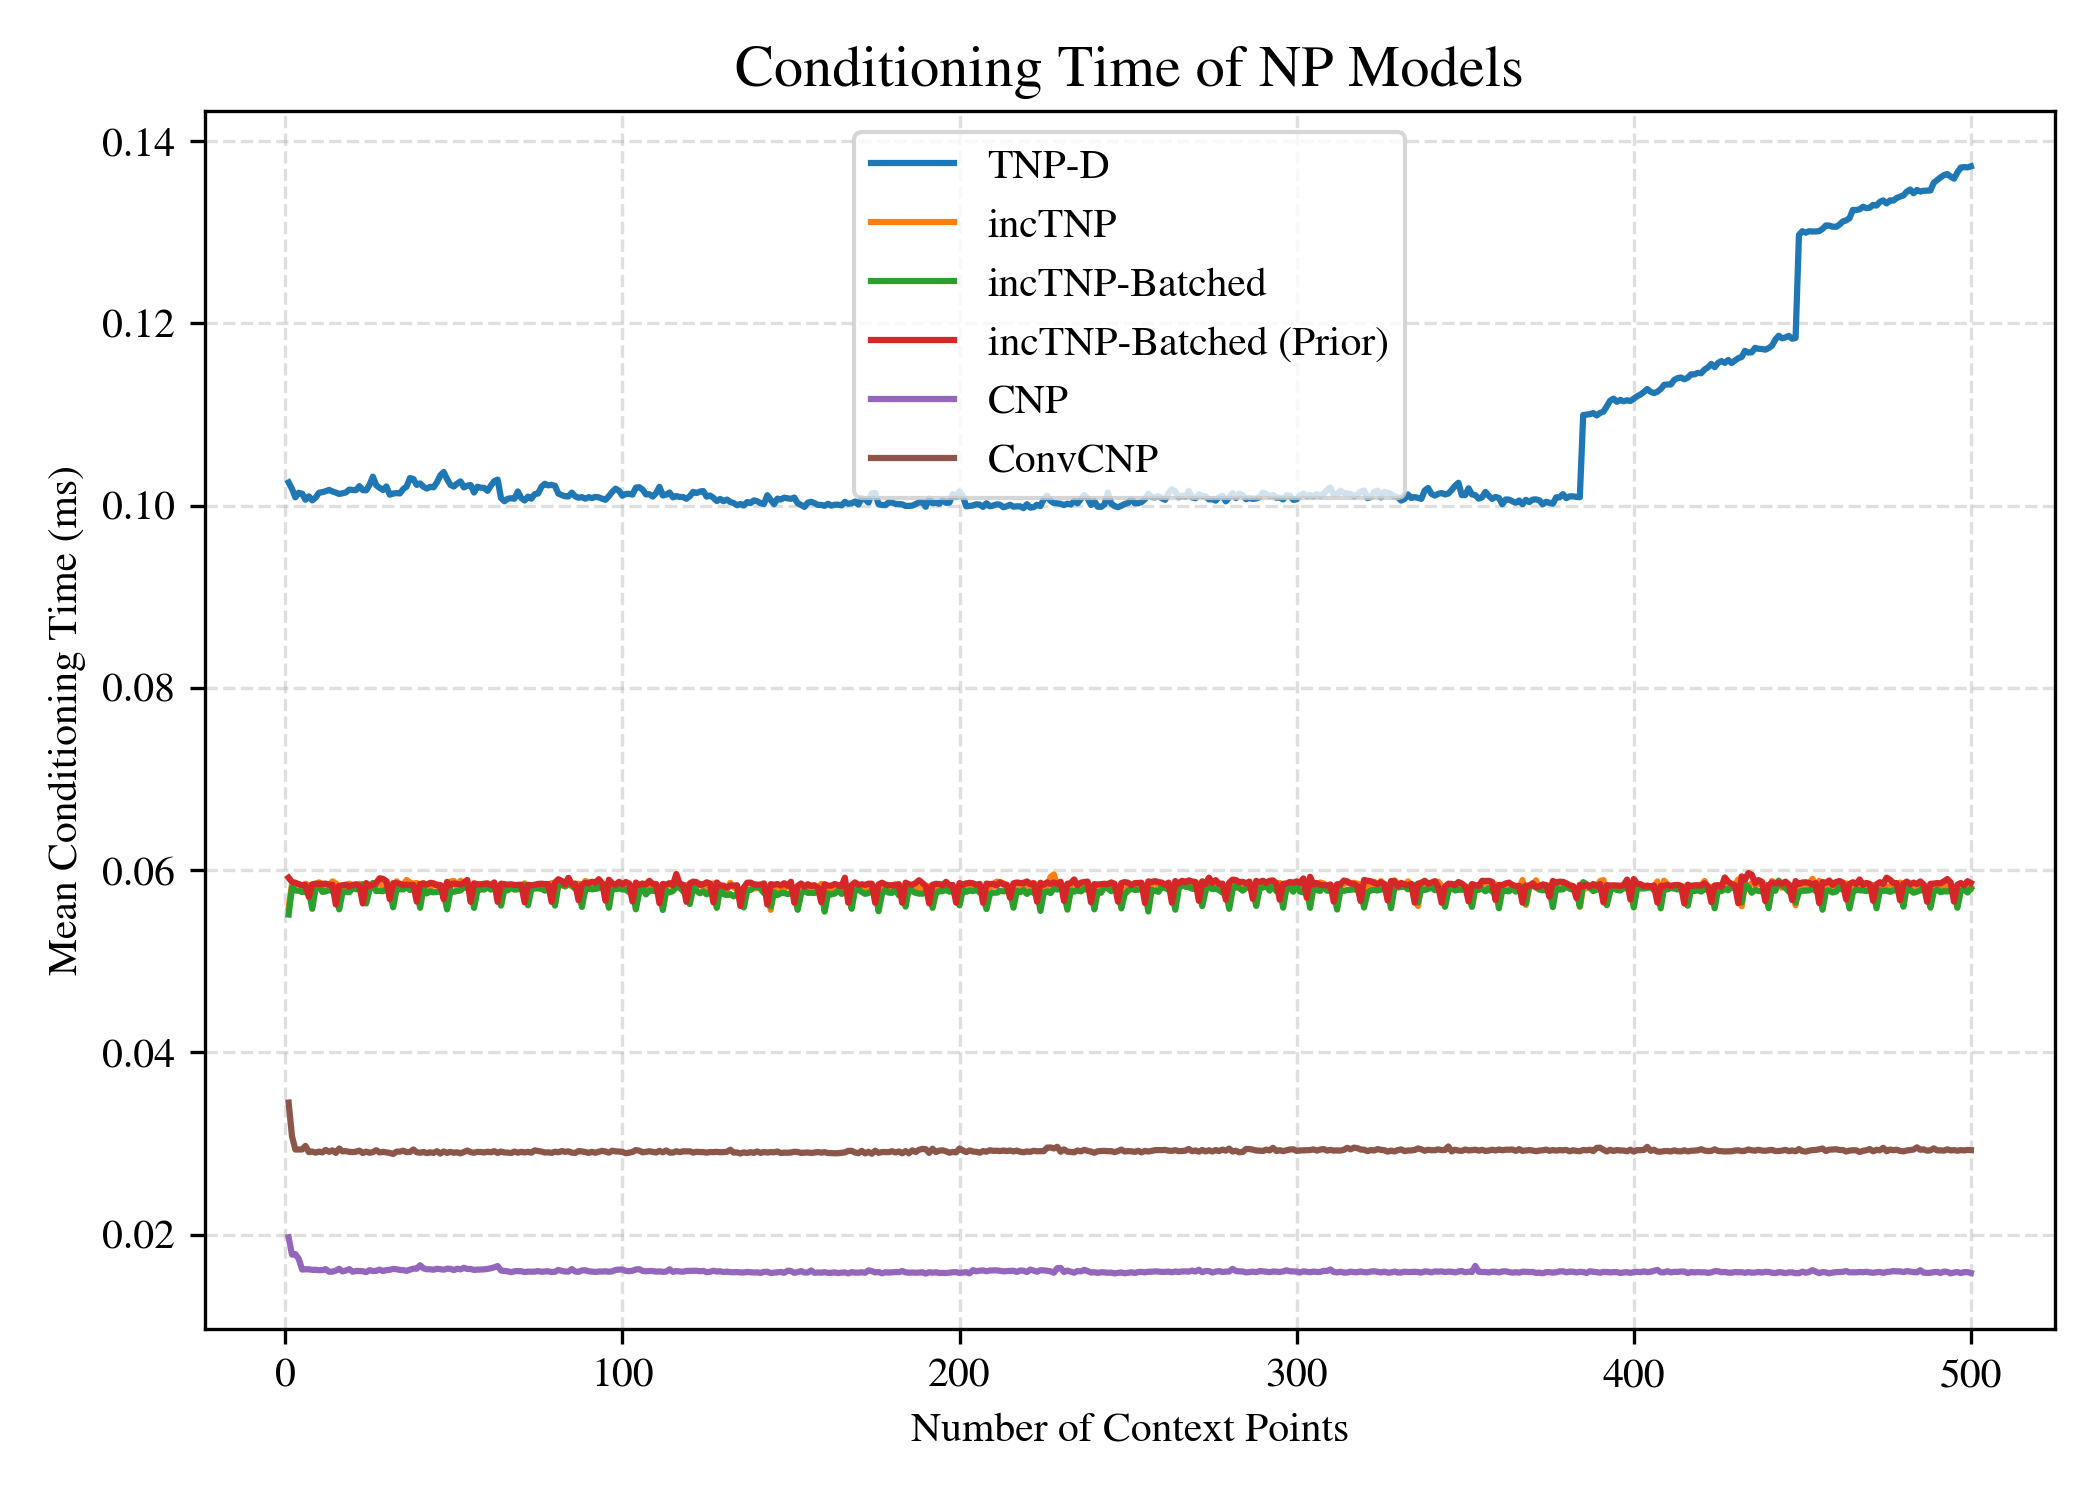 Conditioning Time of NP Models
Mean Conditioning Time (ms)
0.14
0.12
0.10
0.08
0.06
0.04
0.02
TNP-D
incTNP
incTNP-Batched
incTNP-Batched (Prior)
CNP
ConvCNP
0 100 200 300 400 500
Number of Context Points